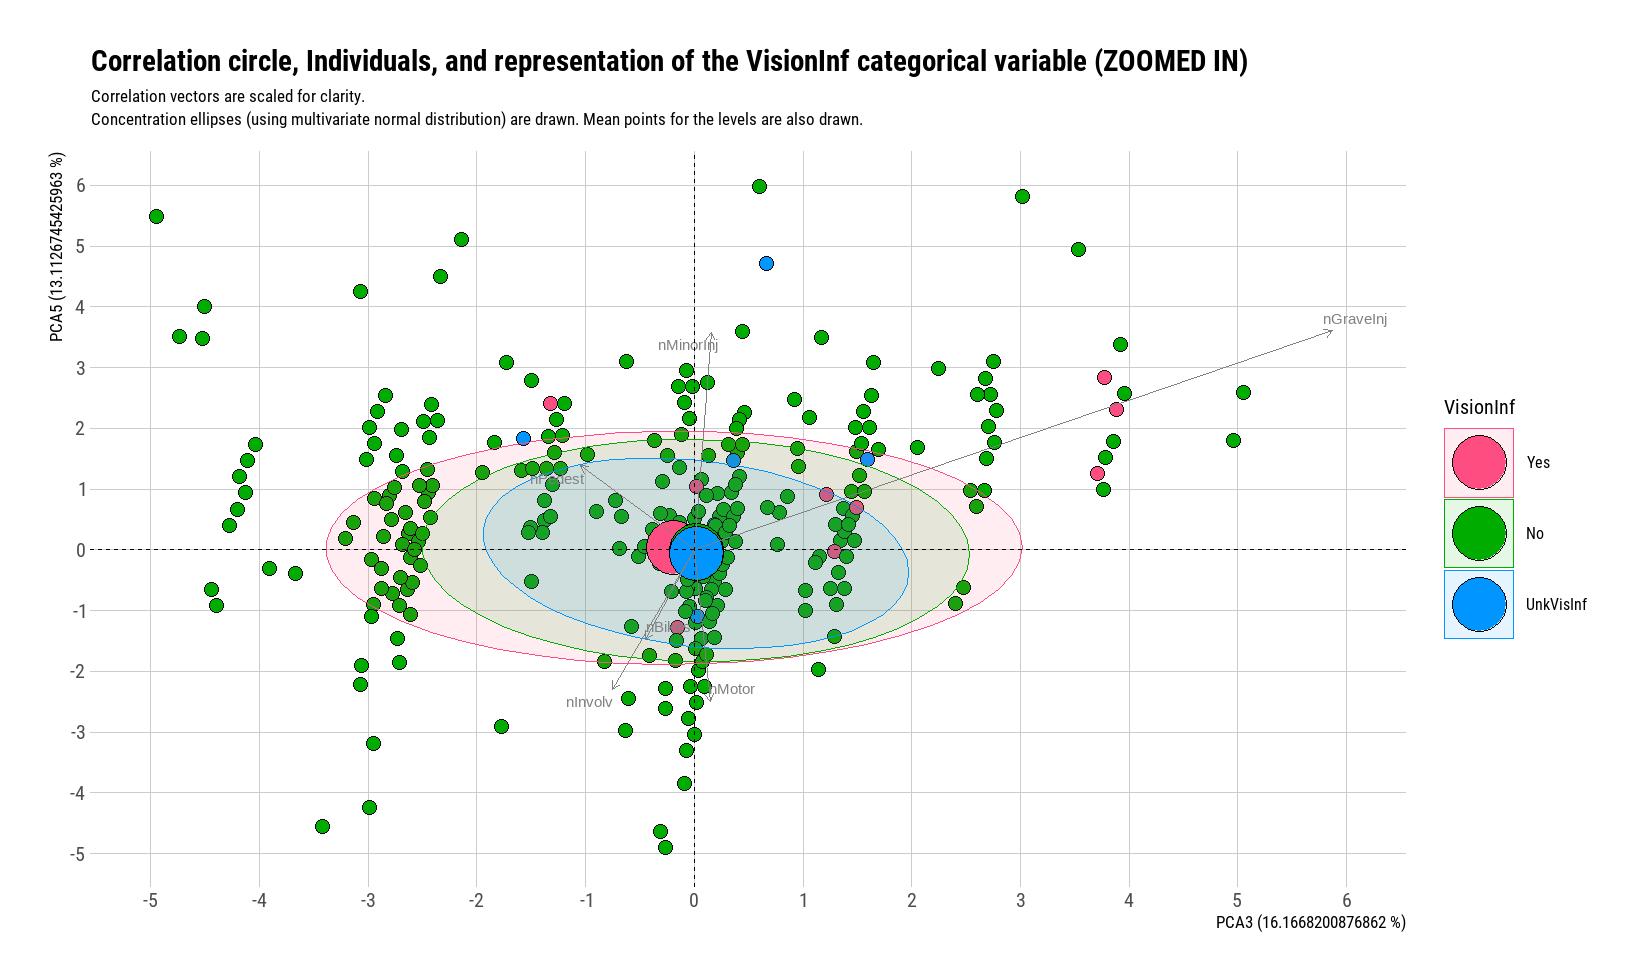 Correlation circle, Individuals, and representation of the VisionInf categorical variable (ZOOMED IN)
Correlation vectors are scaled for clarity.
Concentration ellipses (using multivariate normal distribution) are drawn. Mean points for the levels are also drawn.
PCA5 (13.1126745425963 %)
6
5
4
3
2
1
0
-1
-2
-3
-4
-5
nGraveInj
nMinorInj
nPedest
nInvolv
nMotor
-5 -4 -3 -2 -1 0 1 2 3 4 5 6
PCA3 (16.1668200876862 %)
VisionInf
Yes
No
UnkVisInf